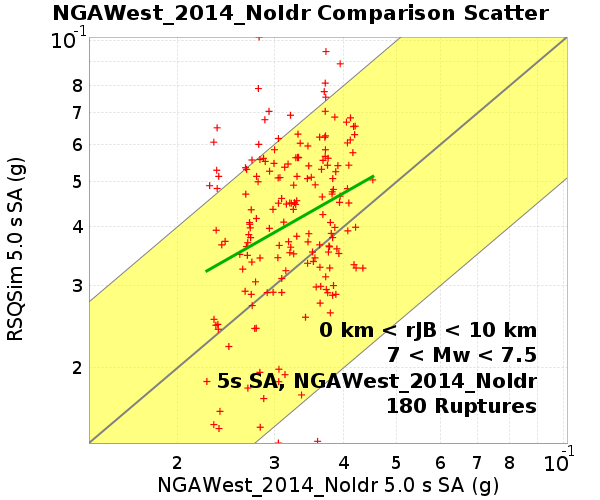 NGAWest_2014_NoIdr Comparison Scatter
10-1
8
7
6
5
4
3
2
RSQSim 5.0 s SA (g)
0 km < rJB < 10 km
7 < Mw < 7.5
5s SA, NGAWest_2014_NoIdr
180 Ruptures
2 3 4 5 6 7 8 10-1
NGAWest_2014_NoIdr 5.0 s SA (g)